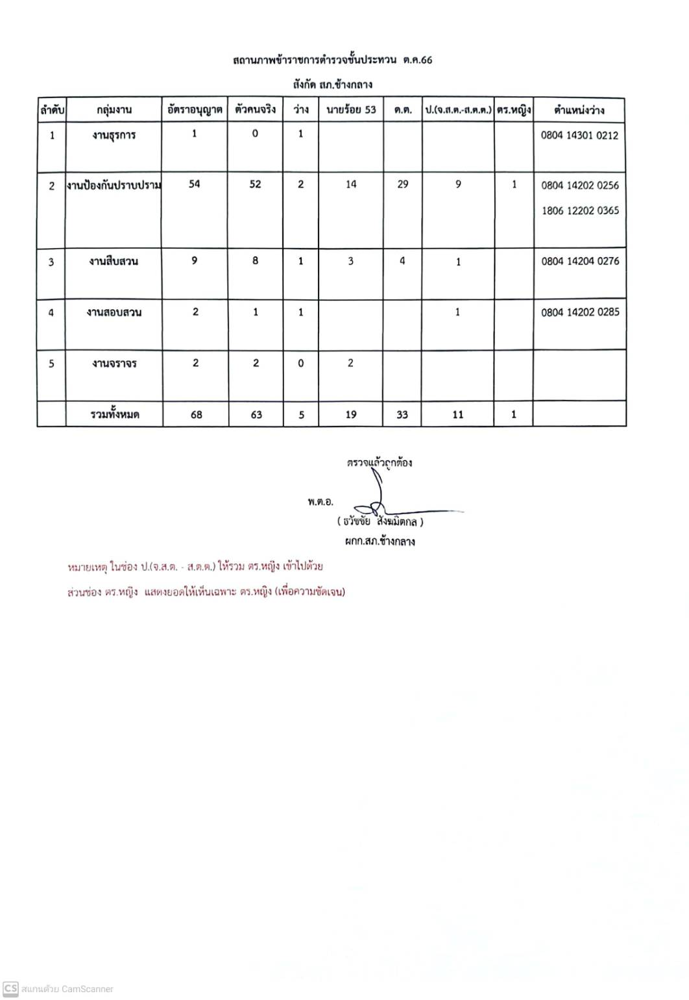 สถานภาพข้าราชการตำรวจชั้นประทวน ต.ค.66
สังกัด สภ.ช้างกลาง
ลำดับ กลุ่มงาน อัตราอนุญาต ตัวคนจริง ว่าง นายร้อย 53 ด.ต. ป.(จ.ส.ต.-ส.ต.ต.) ตร.หญิง ตำแหน่งว่าง
1 งานธุรการ 1 0 1 0804 14301 0212
2 งานป้องกันปราบปราม 54 52 2 14 29 9 1 0804 14202 0256
1806 12202 0365
3 งานสืบสวน 9 8 1 3 4 1 0804 14204 0276
4 งานสอบสวน 2 1 1 1 0804 14202 0285
5 งานจราจร 2 2 0 2
รวมทั้งหมด 68 63 5 19 33 11 1
ตรวจแล้วถูกต้อง
พ.ต.อ.
( ธวัชชัย สังฆมิตกล )
ผกก.สภ.ช้างกลาง
หมายเหตุ ในช่อง ป.(จ.ส.ต. - ส.ต.ต.) ให้รวม ตร.หญิง เข้าไปด้วย
ส่วนช่อง ตร.หญิง แสดงยอดให้เห็นเฉพาะ ตร.หญิง (เพื่อความชัดเจน)
CS สแกนด้วย CamScanner